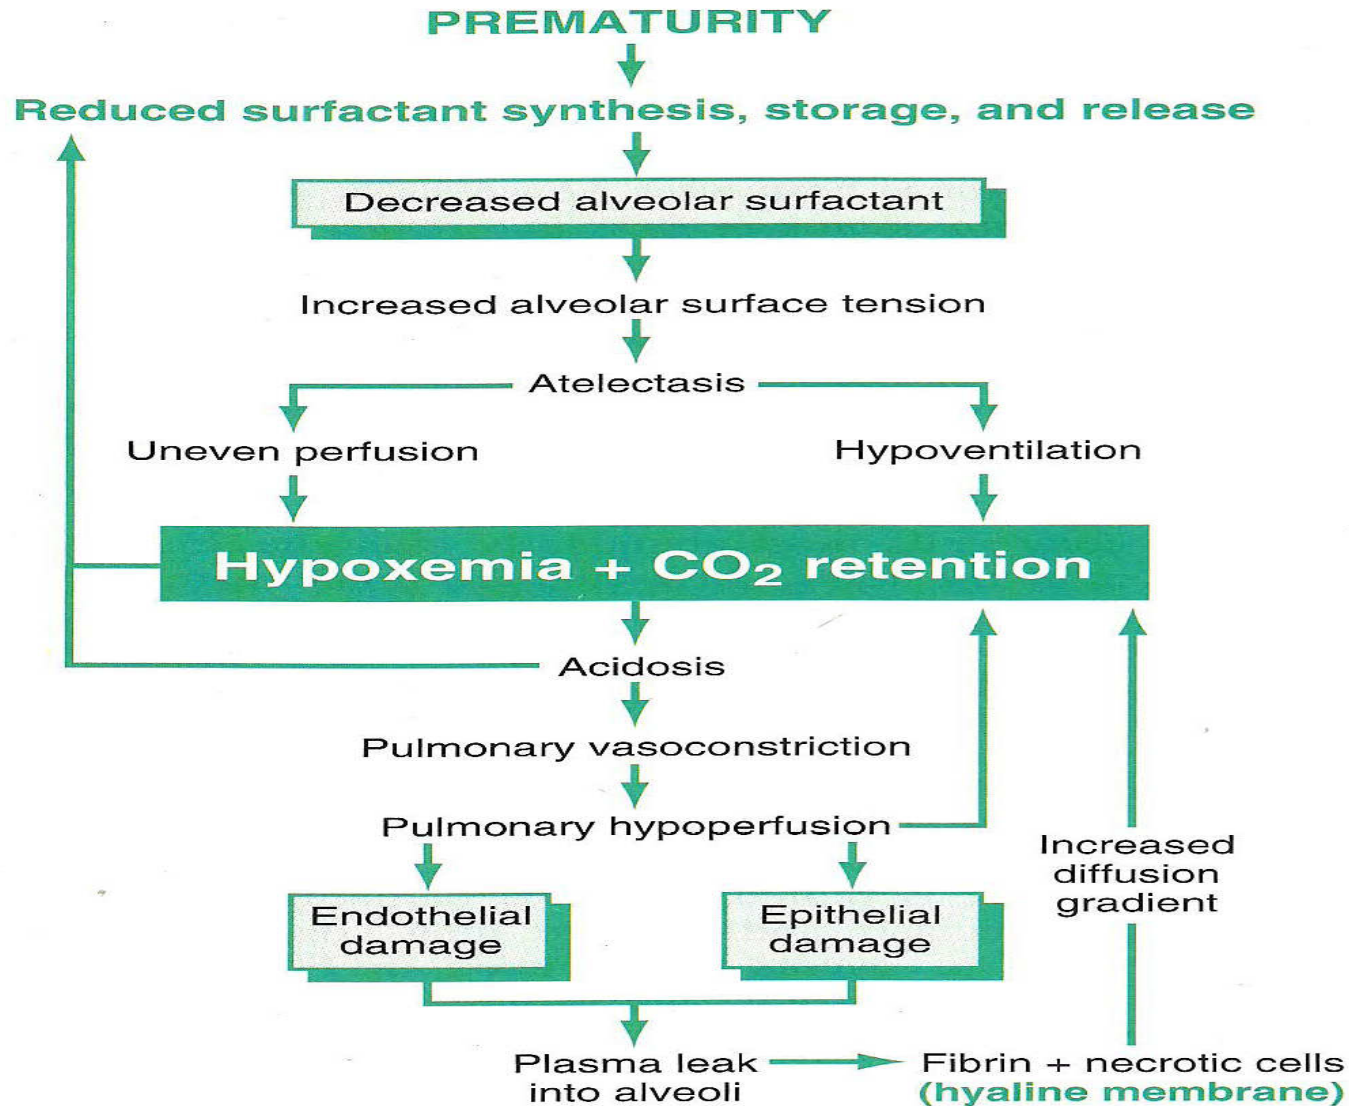 PREMATURITY
Reduced surfactant synthesis, storage, and release
Decreased alveolar surfactant
Increased alveolar surface tension
Atelectasis
Uneven perfusion
Hypoventilation
Hypoxemia + CO₂ retention
Acidosis
Pulmonary vasoconstriction
Pulmonary hypoperfusion
Increased
diffusion
gradient
Endothelial
damage
Epithelial
damage
Plasma leak
into alveoli
Fibrin + necrotic cells
(hyaline membrane)